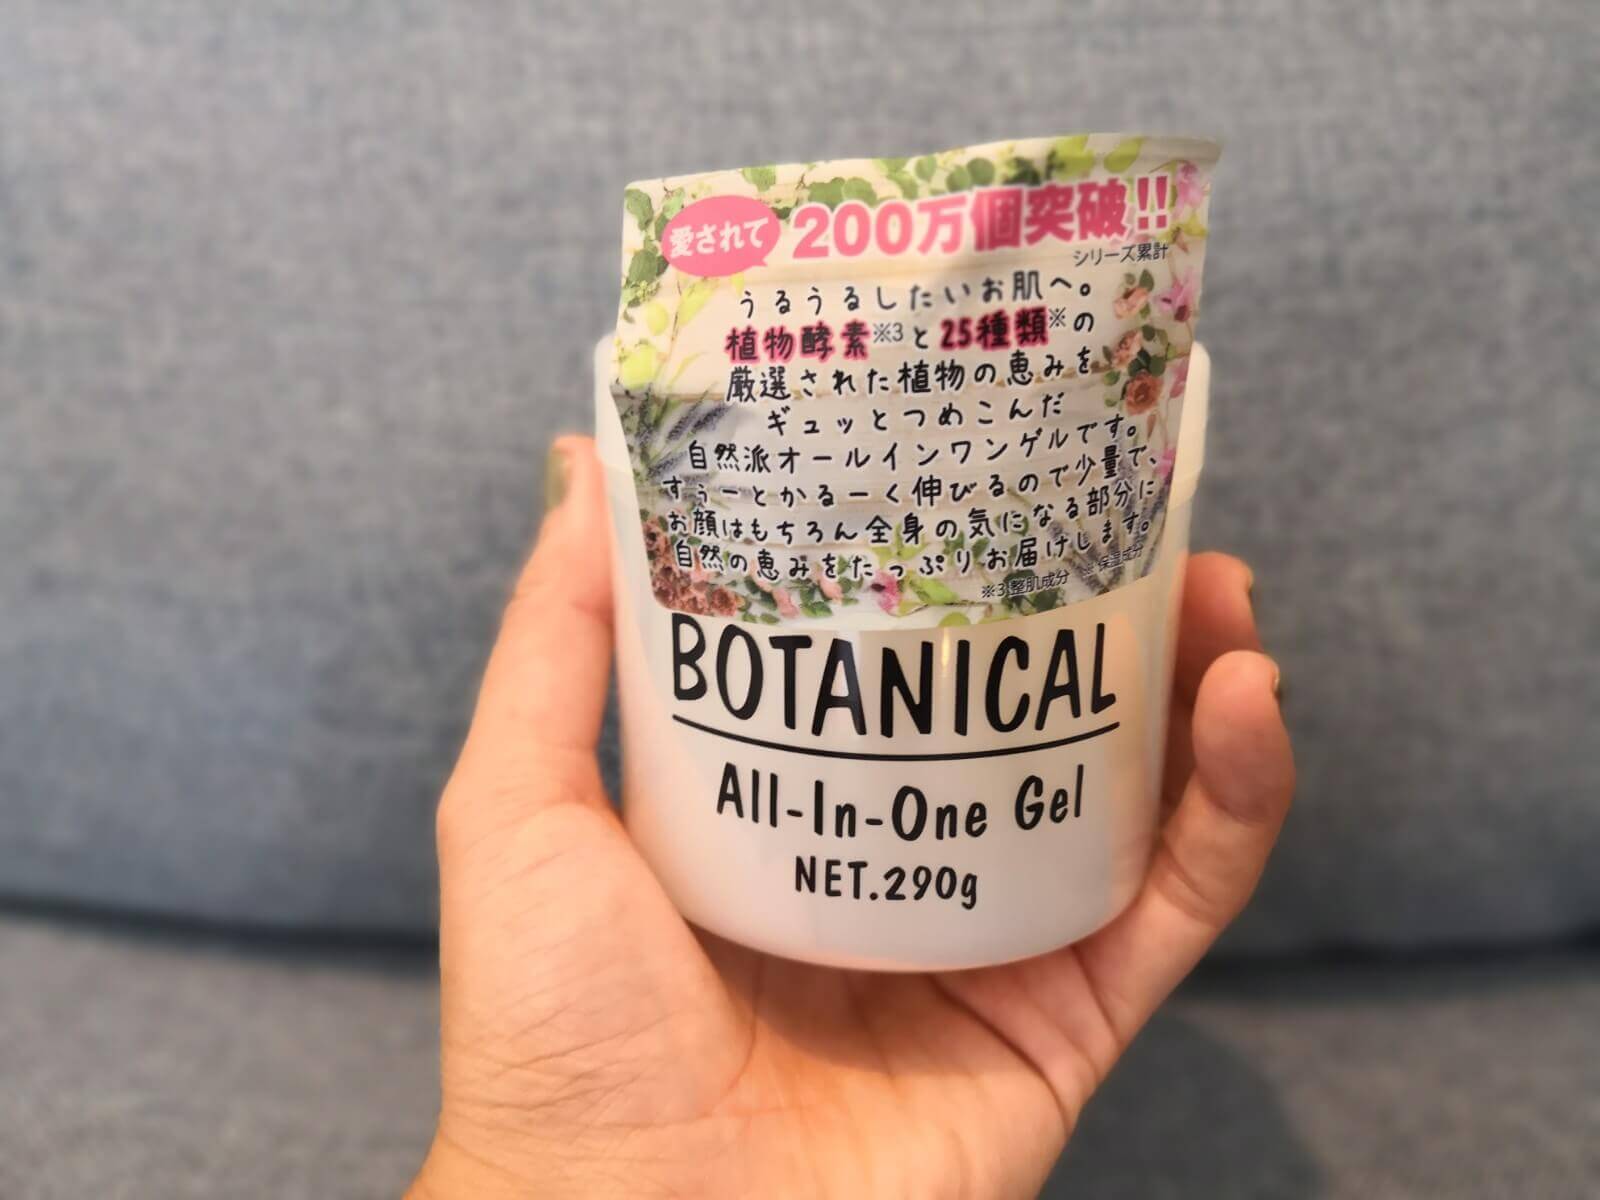 愛されて 200万個突破!!
シリーズ累計
うるうるしたいお肌へ。
植物酵素※3と25種類※の
厳選された植物の恵みを
ギュッとつめこんだ
自然派オールインワンゲルです。
すぅーとかるーく伸びるので少量で、
お顔はもちろん全身の気になる部分に
自然の恵みをたっぷりお届けします。
※3 整肌成分 ※ 保湿成分
BOTANICAL
All-In-One Gel
NET.290g